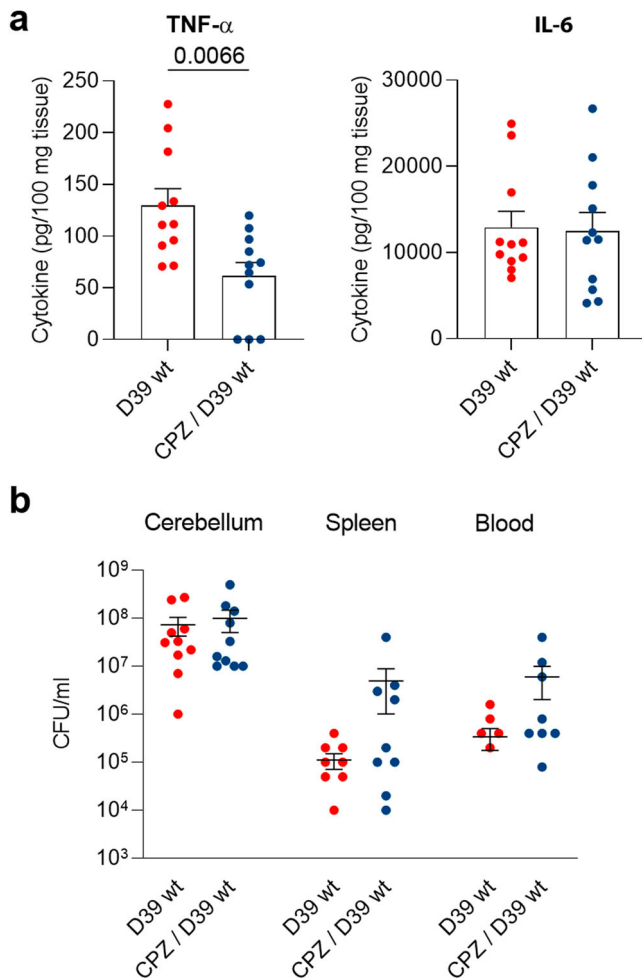 a
TNF-α
IL-6
0.0066
Cytokine (pg/100 mg tissue)
250
200
150
100
50
0
D39 wt
CPZ / D39 wt
Cytokine (pg/100 mg tissue)
30000
20000
10000
0
D39 wt
CPZ / D39 wt
b
Cerebellum
Spleen
Blood
CFU/ml
10⁹
10⁸
10⁷
10⁶
10⁵
10⁴
10³
D39 wt
CPZ / D39 wt
D39 wt
CPZ / D39 wt
D39 wt
CPZ / D39 wt